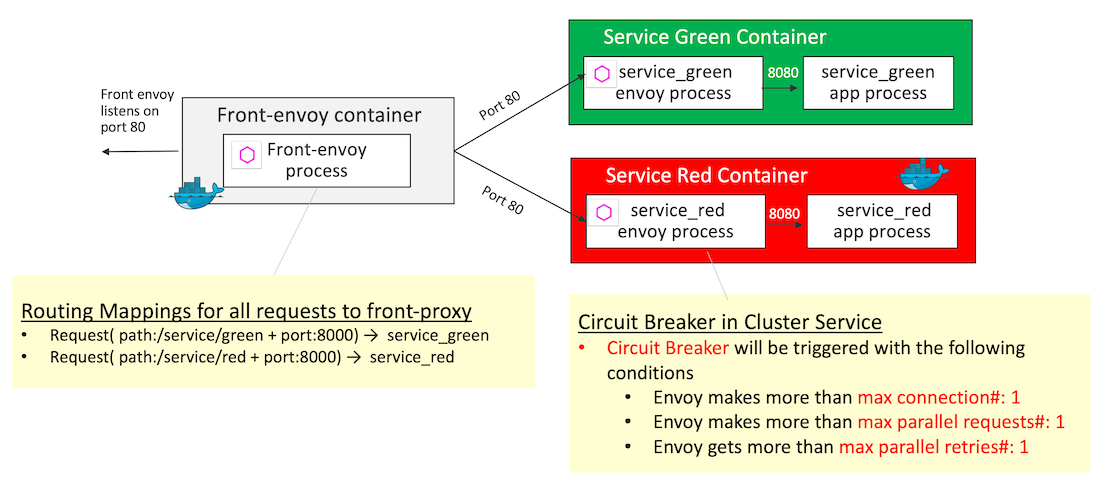 Service Green Container
service_green
envoy process
8080
service_green
app process
Front envoy
listens on
port 80
Front-envoy container
Front-envoy
process
Port 80
Port 80
Service Red Container
service_red
envoy process
8080
service_red
app process
Routing Mappings for all requests to front-proxy
• Request( path:/service/green + port:8000) → service_green
• Request( path:/service/red + port:8000) → service_red
Circuit Breaker in Cluster Service
• Circuit Breaker will be triggered with the following
conditions
• Envoy makes more than max connection#: 1
• Envoy makes more than max parallel requests#: 1
• Envoy gets more than max parallel retries#: 1